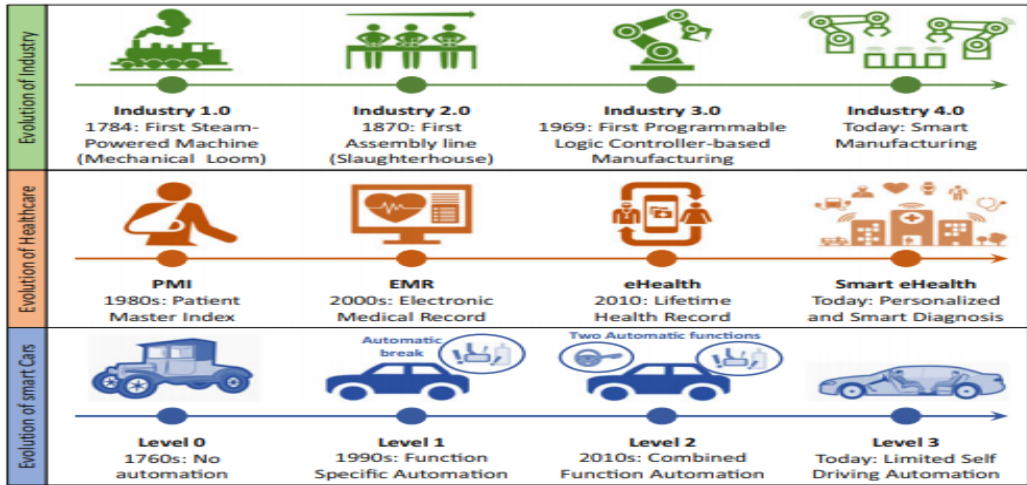 Evolution of Industry
Industry 1.0
1784: First Steam-
Powered Machine
(Mechanical Loom)
Industry 2.0
1870: First
Assembly line
(Slaughterhouse)
Industry 3.0
1969: First Programmable
Logic Controller-based
Manufacturing
Industry 4.0
Today: Smart
Manufacturing
Evolution of Healthcare
PMI
1980s: Patient
Master Index
EMR
2000s: Electronic
Medical Record
eHealth
2010: Lifetime
Health Record
Smart eHealth
Today: Personalized
and Smart Diagnosis
Evolution of smart Cars
Level 0
1760s: No
automation
Automatic
break
Level 1
1990s: Function
Specific Automation
Two Automatic functions
Level 2
2010s: Combined
Function Automation
Level 3
Today: Limited Self
Driving Automation